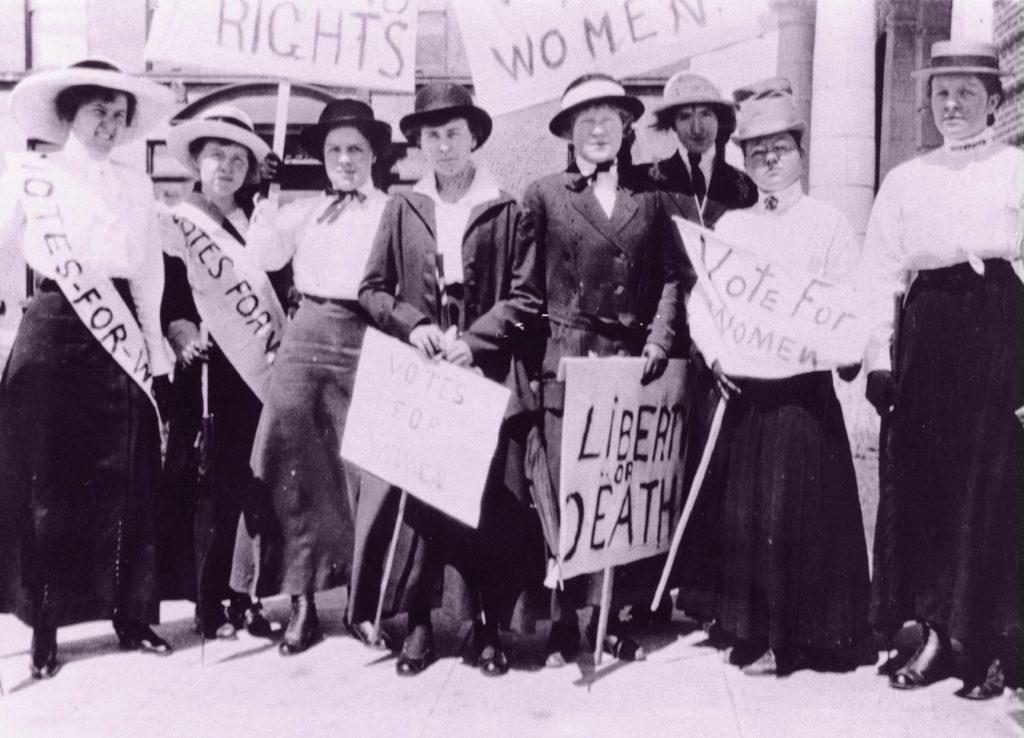 RIGHTS
WOMEN.
VOTES-FOR-W
VOTES FOR W
VOTES
FOR
WOMEN
LIBERTY
OR
DEATH
Vote For
WOMEN